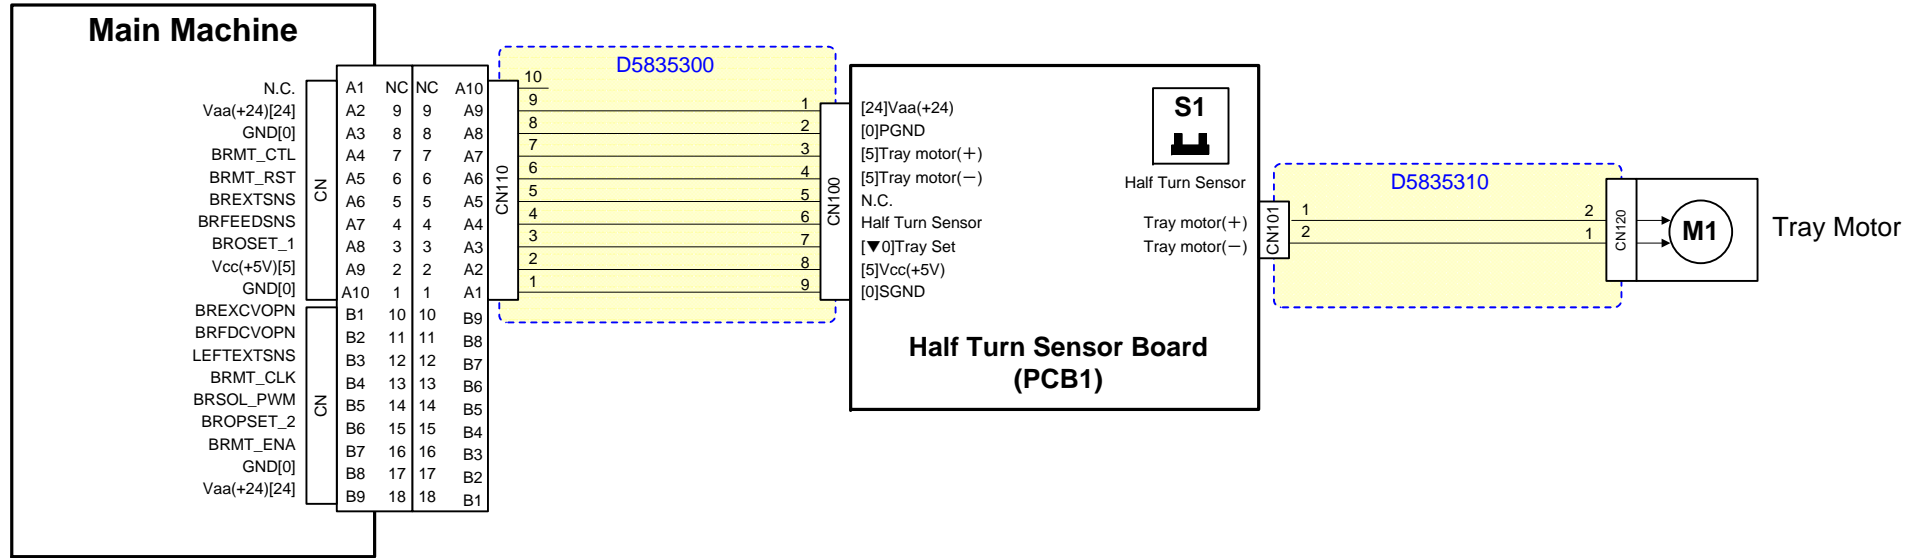 Main Machine
N.C. A1 NC NC A10 10
Vaa(+24)[24] A2 9 9 A9 9
GND[0] A3 8 8 A8 8
BRMT_CTL A4 7 7 A7 7
BRMT_RST A5 6 6 A6 6
BREXTSNS A6 5 5 A5 5
BRFEEDSNS A7 4 4 A4 4
BROSET_1 A8 3 3 A3 3
Vcc(+5V)[5] A9 2 2 A2 2
GND[0] A10 1 1 A1 1
CN
BREXCVOPN B1 10 10 B9
BRFDCVOPN B2 11 11 B8
LEFTEXTSNS B3 12 12 B7
BRMT_CLK B4 13 13 B6
BRSOL_PWM B5 14 14 B5
BROPSET_2 B6 15 15 B4
BRMT_ENA B7 16 16 B3
GND[0] B8 17 17 B2
Vaa(+24)[24] B9 18 18 B1
CN
CN110
D5835300
CN100
1 [24]Vaa(+24)
2 [0]PGND
3 [5]Tray motor(+)
4 [5]Tray motor(−)
5 N.C.
6 Half Turn Sensor
7 [▼0]Tray Set
8 [5]Vcc(+5V)
9 [0]SGND
S1
Half Turn Sensor
Tray motor(+)
Tray motor(−)
Half Turn Sensor Board
(PCB1)
CN101
D5835310
1 2
2 1
CN120
M1
Tray Motor